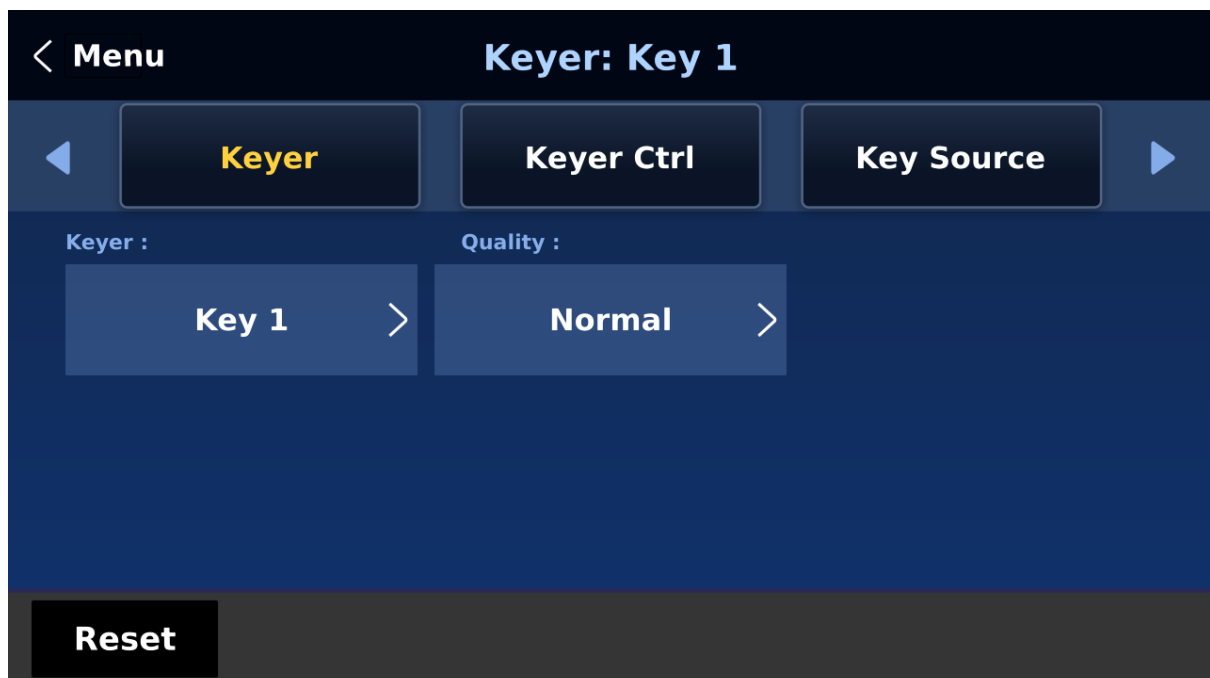 Menu
Keyer: Key 1
Keyer
Keyer Ctrl
Key Source
Keyer :
Quality :
Key 1
Normal
Reset